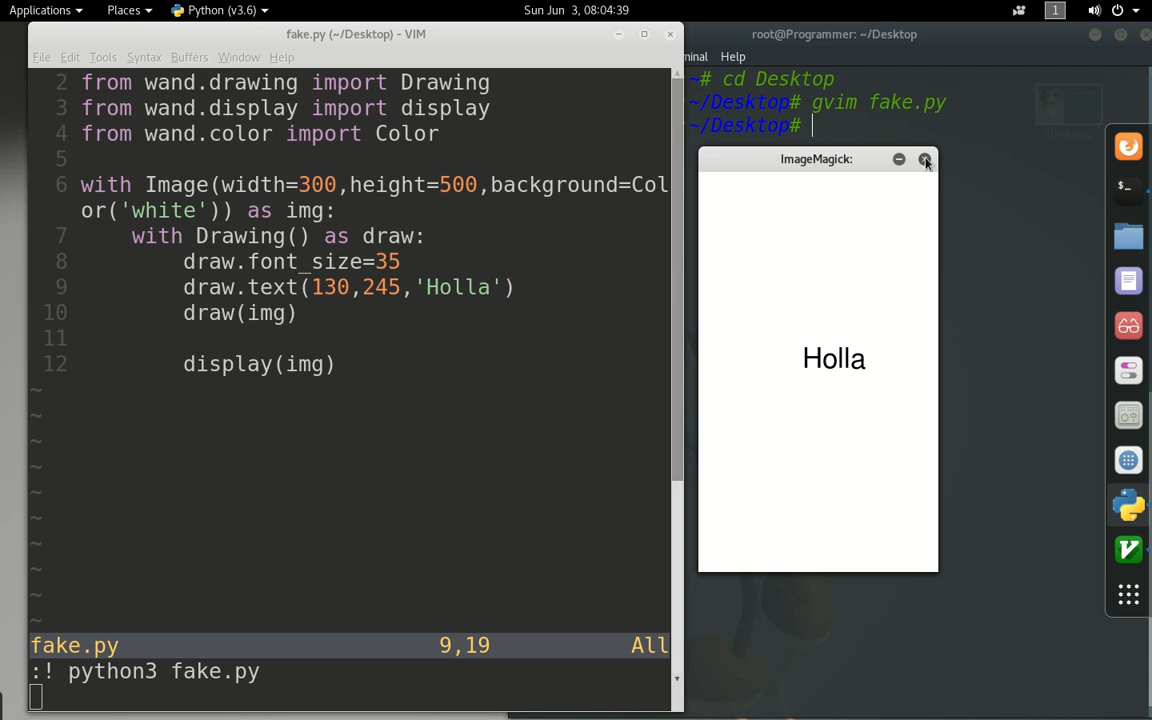 Applications Places Python (v3.6) Sun Jun 3, 08:04:39 1
fake.py (~/Desktop) - VIM
File Edit Tools Syntax Buffers Window Help
2 from wand.drawing import Drawing
3 from wand.display import display
4 from wand.color import Color
5
6 with Image(width=300,height=500,background=Col
or('white')) as img:
7 with Drawing() as draw:
8 draw.font_size=35
9 draw.text(130,245,'Holla')
10 draw(img)
11
12 display(img)
~
~
~
~
~
~
~
~
~
~
fake.py 9,19 All
:! python3 fake.py
root@Programmer: ~/Desktop
minal Help
~# cd Desktop
~/Desktop# gvim fake.py
~/Desktop#
ImageMagick:
Holla